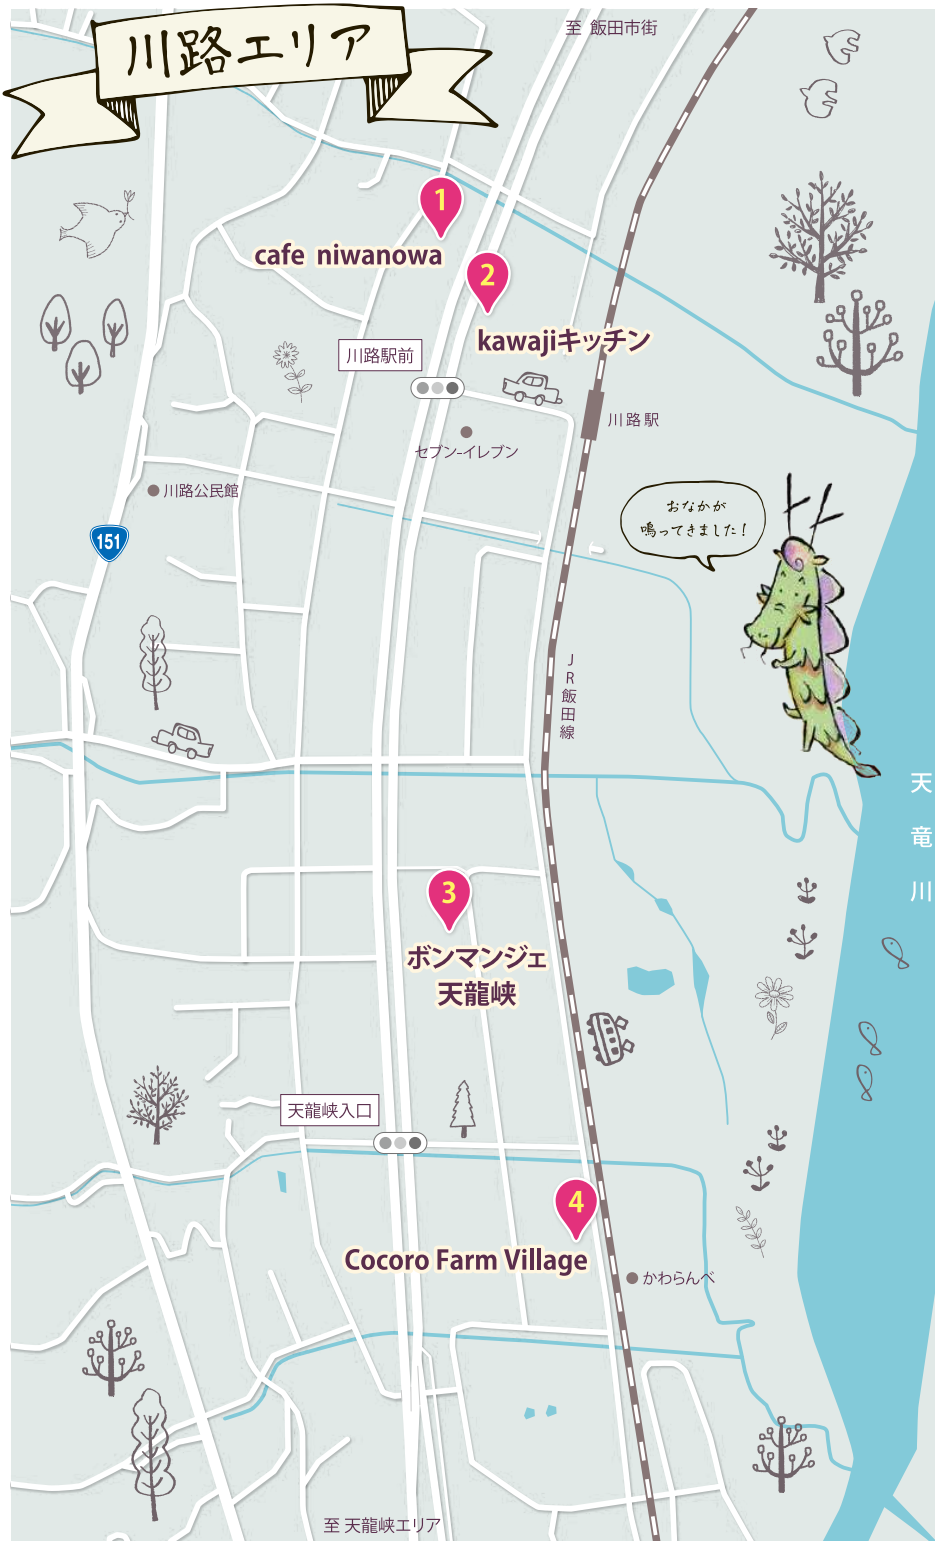 川路エリア
至 飯田市街
1
cafe niwanowa
2
kawajiキッチン
川路駅前
川路駅
セブン-イレブン
川路公民館
おなかが
鳴ってきました！
151
JR飯田線
天竜川
3
ボンマンジェ
天龍峡
天龍峡入口
4
Cocoro Farm Village
かわらんべ
至 天龍峡エリア